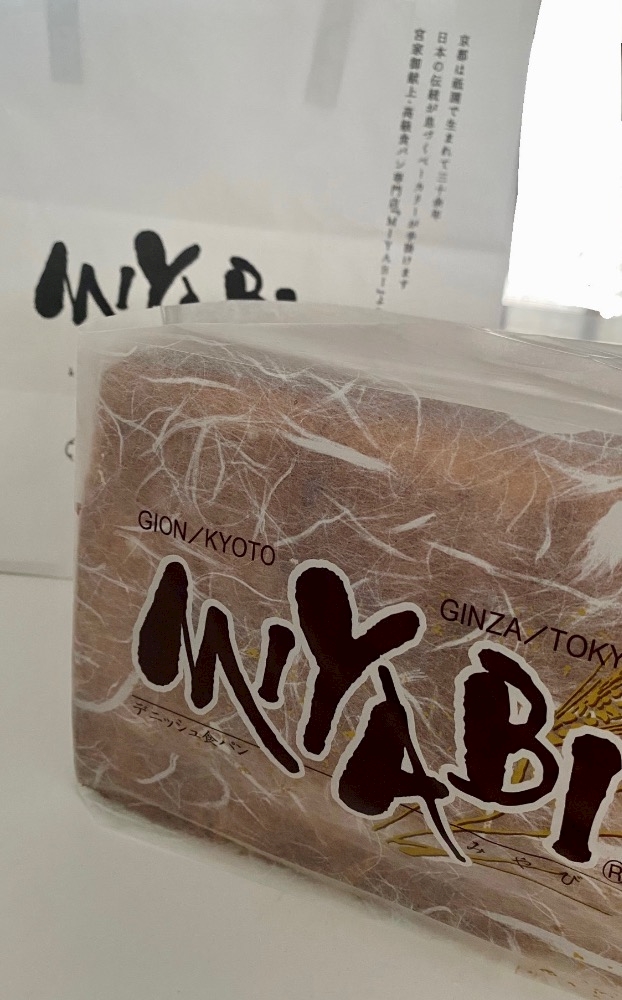 京都は祇園で生まれて三十余年
日本の伝統が息づくベーカリーが手掛けます
宮家御献上・高級食パン専門店『MIYABI』よ
MIYABI
GION/KYOTO
GINZA/TOKY
MIYABI
デニッシュ食パン
みやび
®